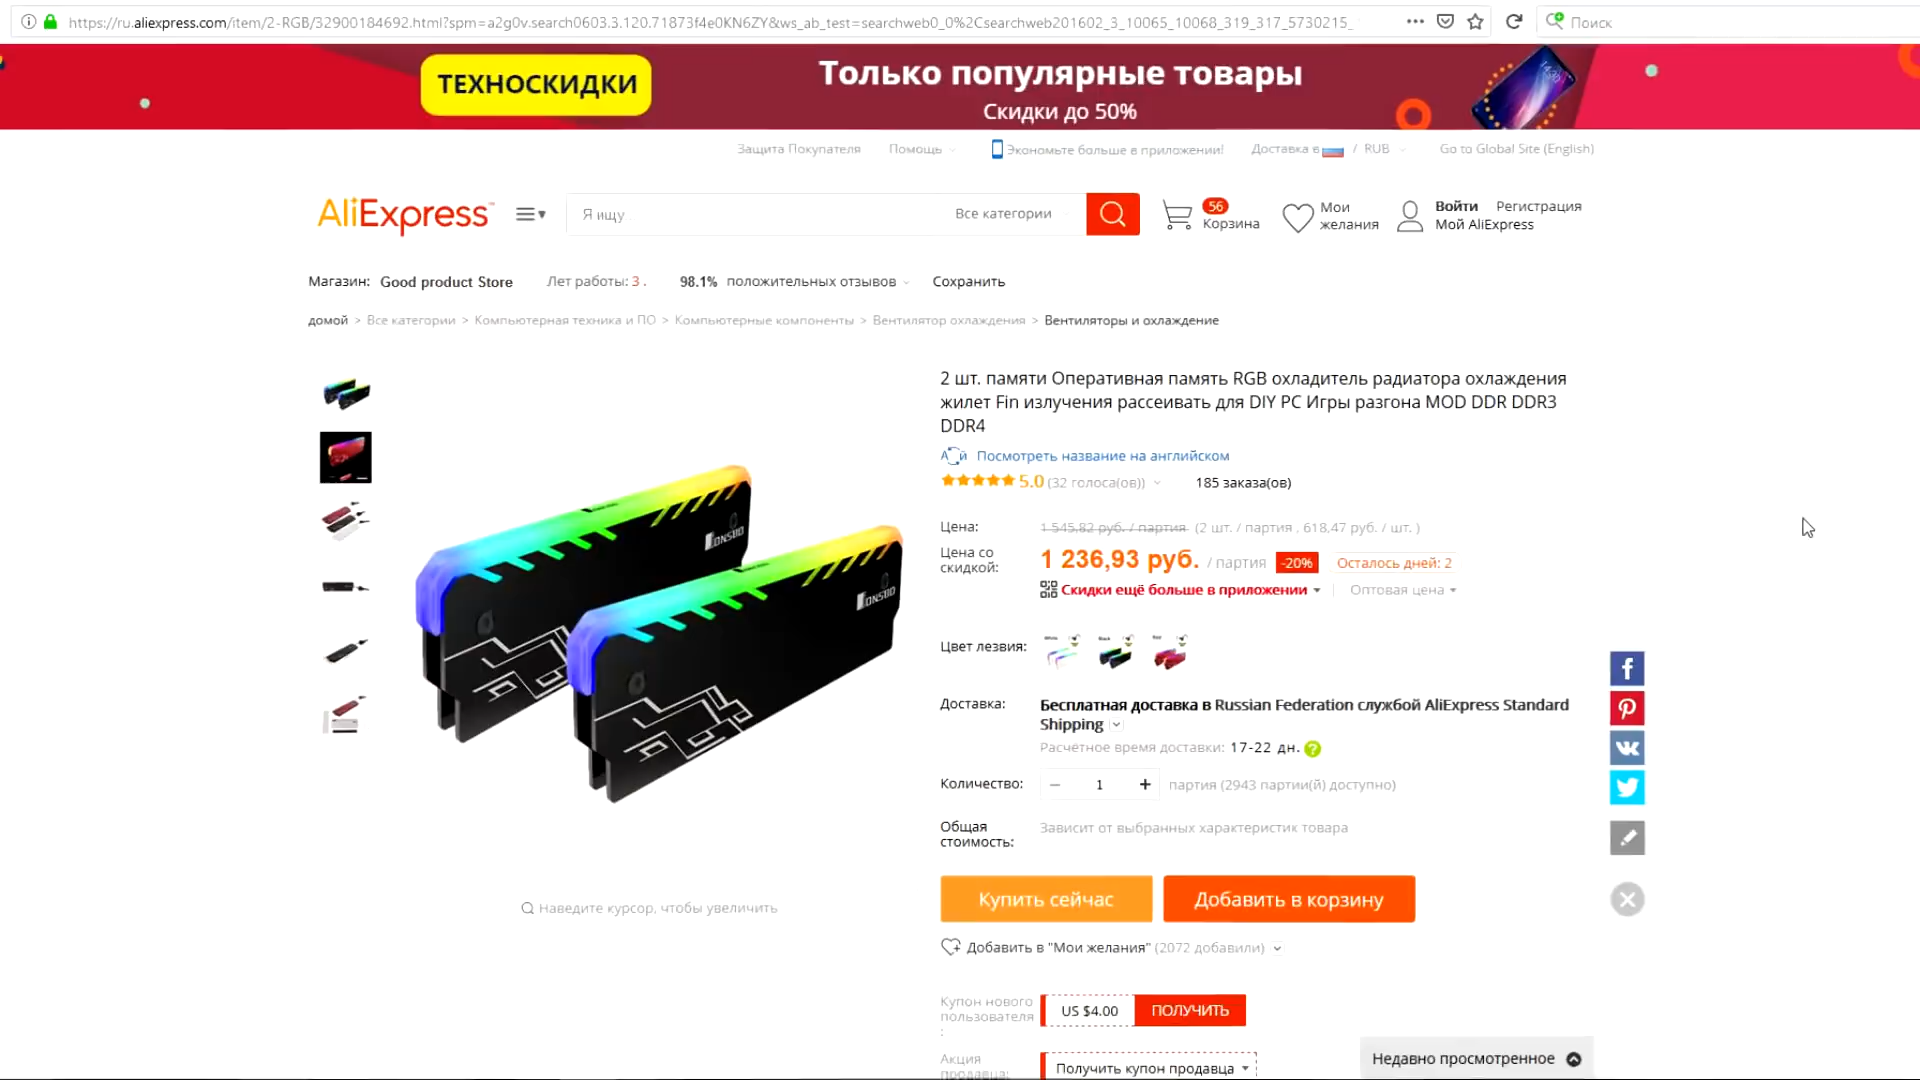 https://ru.aliexpress.com/item/2-RGB/32900184692.html?spm=a2g0v.search0603.3.120.71873f4e0KN6ZY&ws_ab_test=searchweb0_0%2Csearchweb201602_3_10065_10068_319_317_5730215_
Поиск
ТЕХНОСКИДКИ
Только популярные товары
Скидки до 50%
Защита Покупателя
Помощь
Экономьте больше в приложении!
Доставка в / RUB
Go to Global Site (English)
AliExpress
Я ищу
Все категории
56
Корзина
Мои
желания
Войти Регистрация
Мой AliExpress
Магазин: Good product Store
Лет работы: 3 .
98.1% положительных отзывов
Сохранить
домой > Все категории > Компьютерная техника и ПО > Компьютерные компоненты > Вентилятор охлаждения > Вентиляторы и охлаждение
2 шт. памяти Оперативная память RGB охладитель радиатора охлаждения
жилет Fin излучения рассеивать для DIY PC Игры разгона MOD DDR DDR3
DDR4
Посмотреть название на английском
5.0 (32 голоса(ов)) 185 заказа(ов)
Цена: 1 545,82 руб. / партия (2 шт. / партия , 618,47 руб. / шт. )
Цена со
скидкой:
1 236,93 руб. / партия -20% Осталось дней: 2
Скидки ещё больше в приложении
Оптовая цена
JONSBO
JONSBO
Цвет лезвия:
White
Black
Red
Доставка: Бесплатная доставка в Russian Federation службой AliExpress Standard
Shipping
Расчётное время доставки: 17-22 дн. ?
Количество: − 1 + партия (2943 партии(й) доступно)
Общая
стоимость:
Зависит от выбранных характеристик товара
Купить сейчас
Добавить в корзину
Наведите курсор, чтобы увеличить
Добавить в "Мои желания" (2072 добавили)
Купон нового
пользователя
:
US $4.00 ПОЛУЧИТЬ
Акция
продавца:
Получить купон продавца
Недавно просмотренное